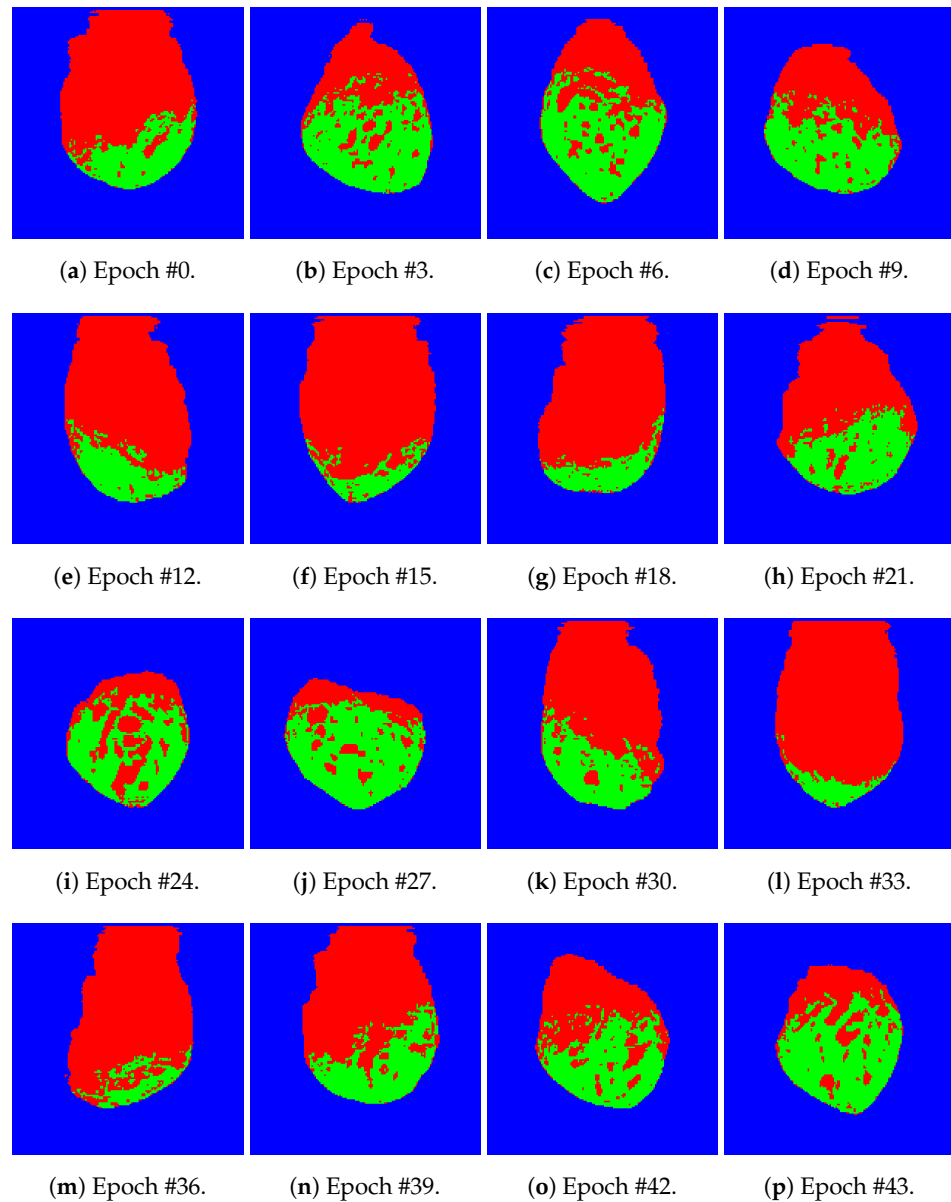 (a) Epoch #0.
(b) Epoch #3.
(c) Epoch #6.
(d) Epoch #9.
(e) Epoch #12.
(f) Epoch #15.
(g) Epoch #18.
(h) Epoch #21.
(i) Epoch #24.
(j) Epoch #27.
(k) Epoch #30.
(l) Epoch #33.
(m) Epoch #36.
(n) Epoch #39.
(o) Epoch #42.
(p) Epoch #43.